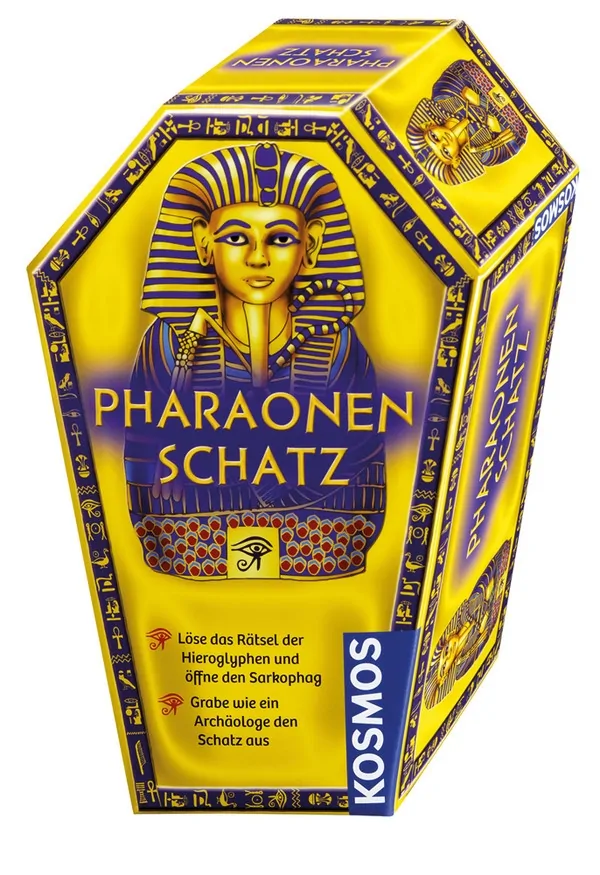 PHARAONEN
SCHATZ
PHARAONEN
SCHATZ
Löse das Rätsel der
Hieroglyphen und
öffne den Sarkophag
Grabe wie ein
Archäologe den
Schatz aus
KOSMOS
KOSMOS
PHARAONEN
SCHATZ